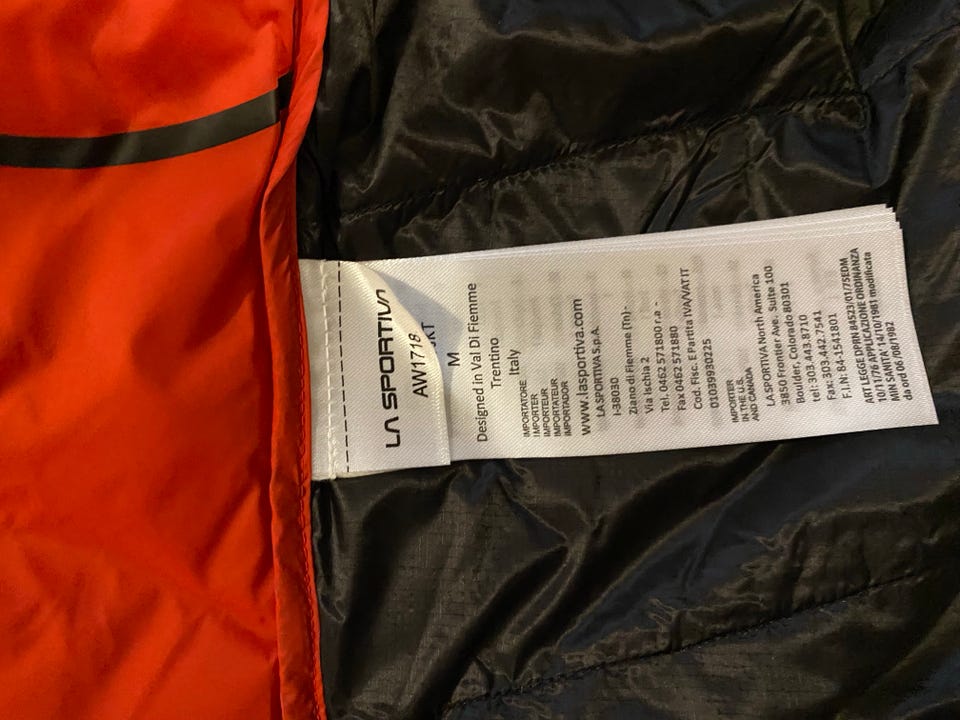 LA SPORTIVA
AW1718
M
Designed in Val Di Fiemme
Trentino
Italy
IMPORTATORE
IMPORTER
IMPORTEUR
IMPORTATEUR
IMPORTADOR
www.lasportiva.com
LA SPORTIVA S.p.A.
I-38030
Ziano di Fiemme (Tn) -
Via Ischia 2
Tel. 0462 571800 r.a -
Fax 0462 571880
Cod. Fisc. E Partita IVA/VAT IT
01039930225
IMPORTER
IN THE U.S.
AND CANADA
LA SPORTIVA North America
3850 Frontier Ave. Suite 100
Boulder, Colorado 80301
tel: 303.443.8710
Fax: 303.442.7541
F.I.N: 84-1541801
ART LEGGE DPRN 84523/01/75EDM
10/11/76 APPLICAZIONE ORDINANZA
MIN SANITA' 14/10/1981 modificata
da ord 06 /08/1982